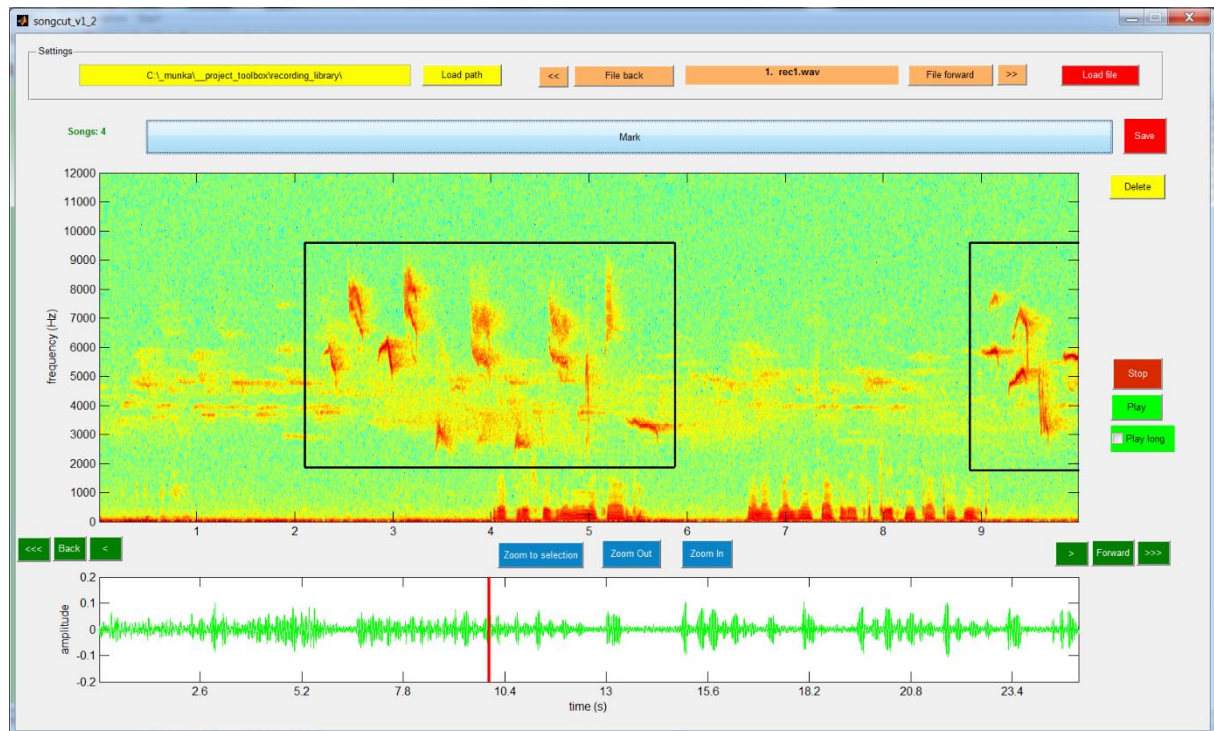 songcut_v1_2
Settings
C:\_munka\__project_toolbox\recording_library\
Load path
<<
File back
1. rec1.wav
File forward
>>
Load file
Songs: 4
Mark
Save
Delete
12000
11000
10000
9000
8000
7000
6000
5000
4000
3000
2000
1000
0
frequency (Hz)
1 2 3 4 5 6 7 8 9
Stop
Play
Play long
<<< Back <
Zoom to selection
Zoom Out
Zoom In
> Forward >>>
0.2
0.1
0
-0.1
-0.2
amplitude
2.6 5.2 7.8 10.4 13 15.6 18.2 20.8 23.4
time (s)